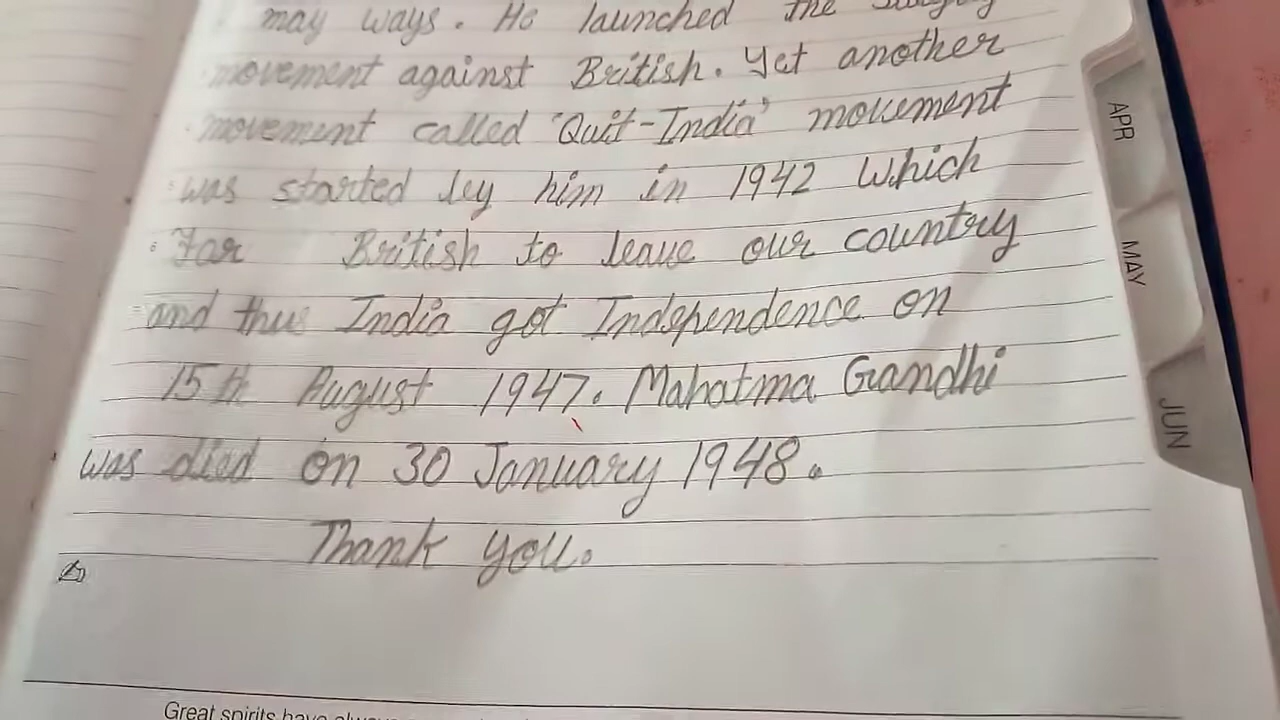 may ways. He launched the
movement against British. Yet another
movement called 'Quit-India' movement
was started by him in 1942 Which
For British to leave our country
and thus India got Independence on
15th August 1947. Mahatma Grandhi
was died on 30 January 1948.
Thank you.
Great spirits have always
APR
MAY
JUN